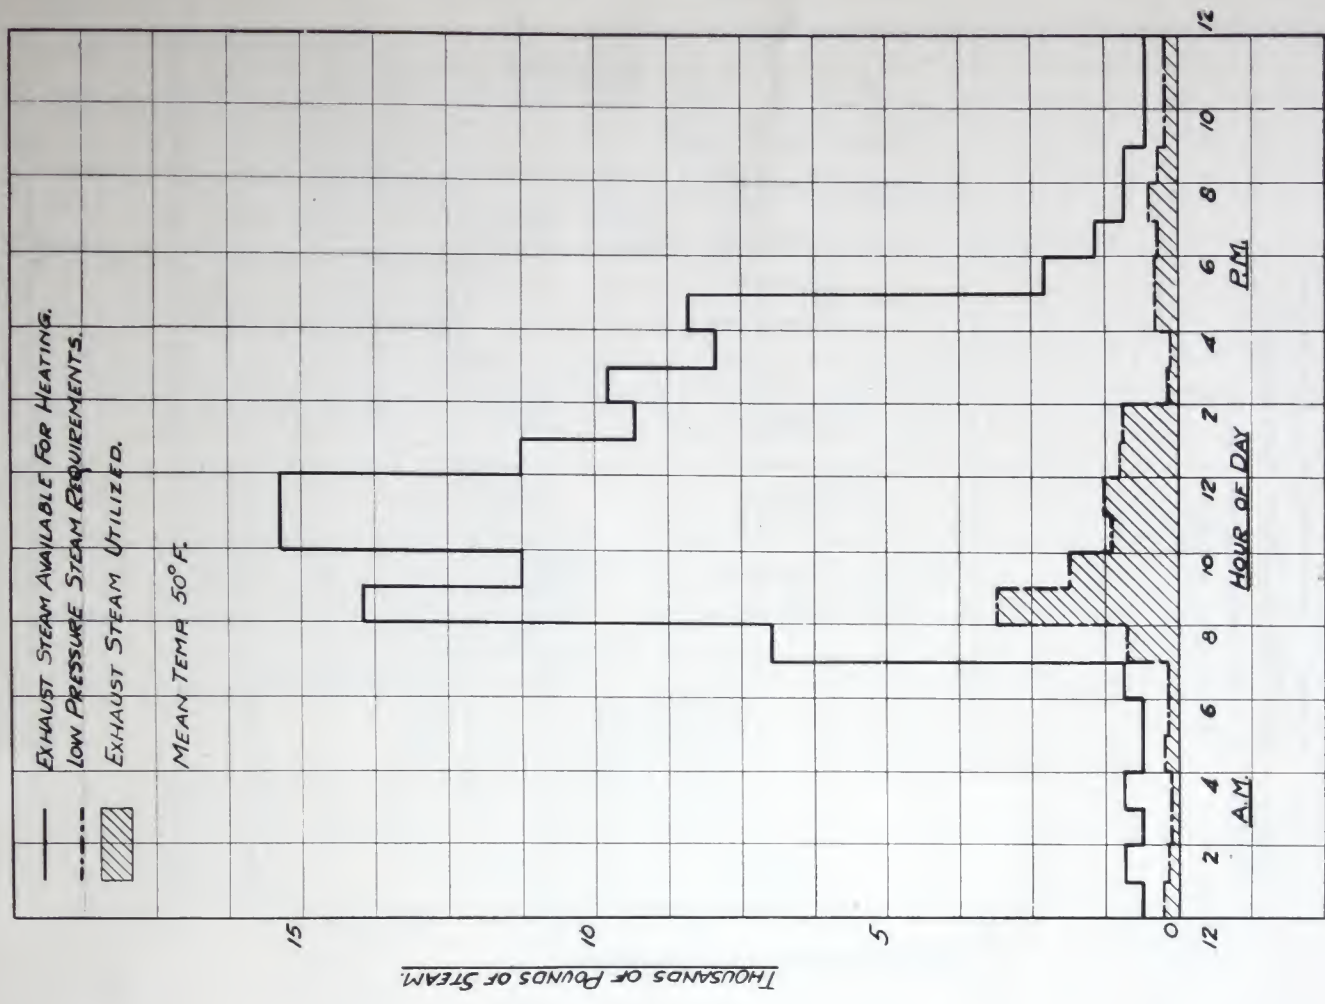 EXHAUST STEAM AVAILABLE FOR HEATING.
LOW PRESSURE STEAM REQUIREMENTS.
EXHAUST STEAM UTILIZED.
MEAN TEMP. 50°F.
THOUSANDS OF POUNDS OF STEAM.
15
10
5
0
12 2 4 6 8 10 12 2 4 6 8 10 12
A.M. HOUR OF DAY P.M.